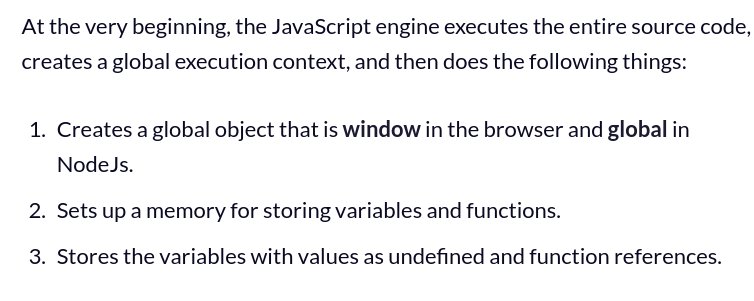 At the very beginning, the JavaScript engine executes the entire source code,
creates a global execution context, and then does the following things:
1. Creates a global object that is window in the browser and global in
NodeJs.
2. Sets up a memory for storing variables and functions.
3. Stores the variables with values as undefined and function references.